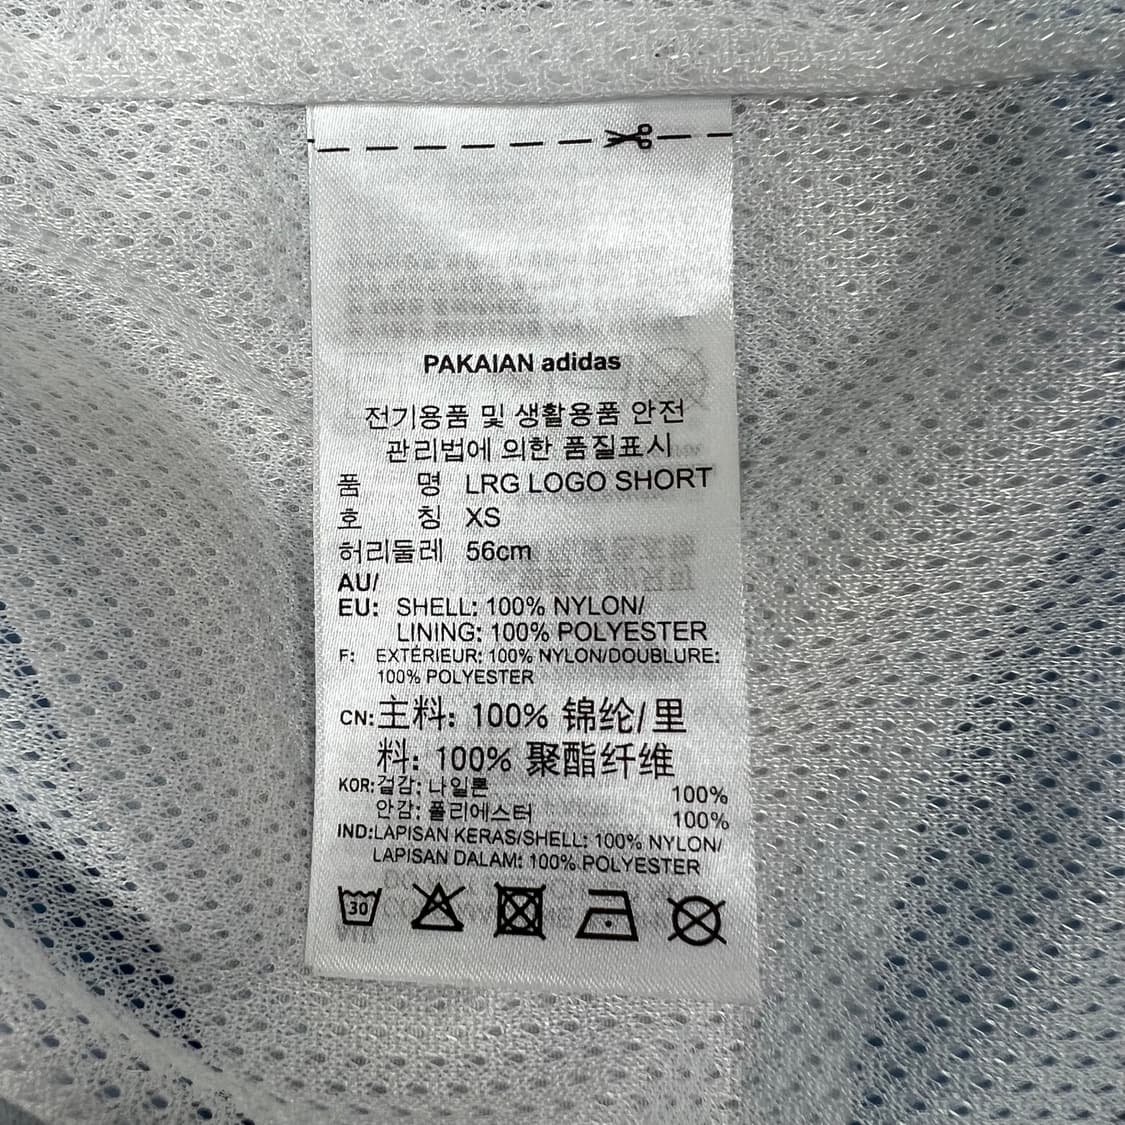 PAKAIAN adidas
전기용품 및 생활용품 안전
관리법에 의한 품질표시
품 명 LRG LOGO SHORT
호 칭 XS
허리둘레 56cm
AU/
EU: SHELL: 100% NYLON/
LINING: 100% POLYESTER
F: EXTÉRIEUR: 100% NYLON/DOUBLURE:
100% POLYESTER
CN: 主料: 100% 锦纶/里
料: 100% 聚酯纤维
KOR: 겉감: 나일론 100%
안감: 폴리에스터 100%
IND: LAPISAN KERAS/SHELL: 100% NYLON/
LAPISAN DALAM: 100% POLYESTER
30